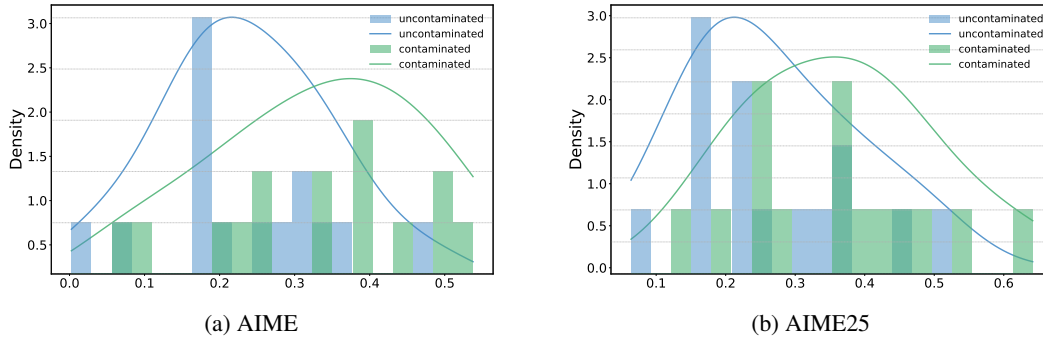 3.0
2.5
2.0
1.5
1.0
0.5
Density
0.0 0.1 0.2 0.3 0.4 0.5
uncontaminated
uncontaminated
contaminated
contaminated
(a) AIME
3.0
2.5
2.0
1.5
1.0
0.5
0.0
Density
0.1 0.2 0.3 0.4 0.5 0.6
uncontaminated
uncontaminated
contaminated
contaminated
(b) AIME25